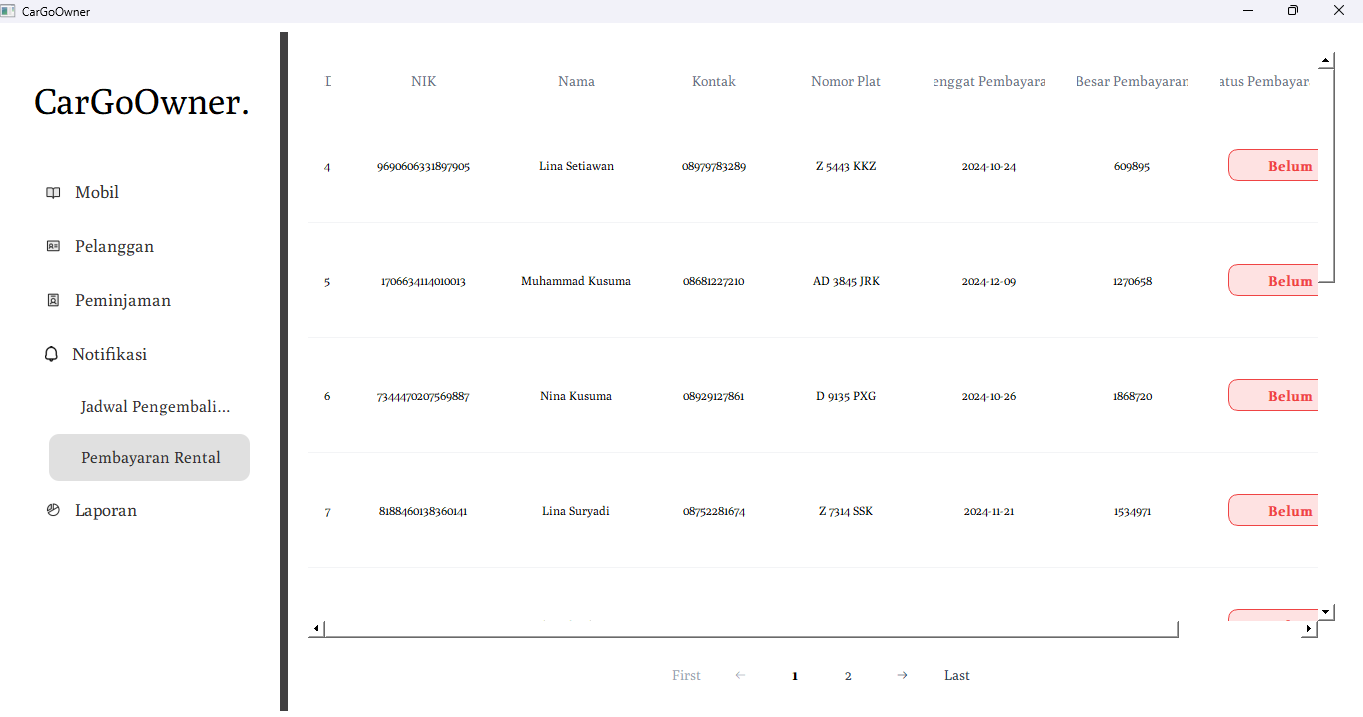 CarGoOwner
CarGoOwner.
Mobil
Pelanggan
Peminjaman
Notifikasi
Jadwal Pengembali...
Pembayaran Rental
Laporan
NIK Nama Kontak Nomor Plat enggat Pembayara Besar Pembayaran atus Pembayar
4 9690606331897905 Lina Setiawan 08979783289 Z 5443 KKZ 2024-10-24 609895 Belum
5 1706634114010013 Muhammad Kusuma 08681227210 AD 3845 JRK 2024-12-09 1270658 Belum
6 7344470207569887 Nina Kusuma 08929127861 D 9135 PXG 2024-10-26 1868720 Belum
7 8188460138360141 Lina Suryadi 08752281674 Z 7314 SSK 2024-11-21 1534971 Belum
First ← 1 2 → Last